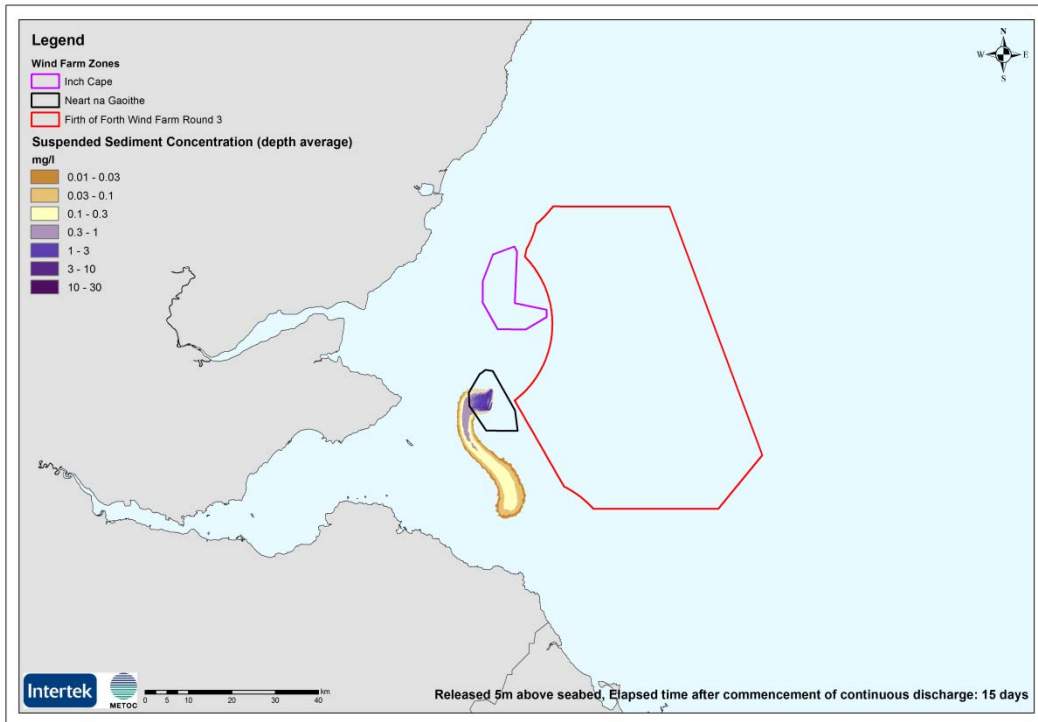 Legend
Wind Farm Zones
Inch Cape
Neart na Gaoithe
Firth of Forth Wind Farm Round 3
Suspended Sediment Concentration (depth average)
mg/l
0.01 - 0.03
0.03 - 0.1
0.1 - 0.3
0.3 - 1
1 - 3
3 - 10
10 - 30
N
W E
S
Intertek
METOC
km
0 5 10 20 30 40
Released 5m above seabed, Elapsed time after commencement of continuous discharge: 15 days